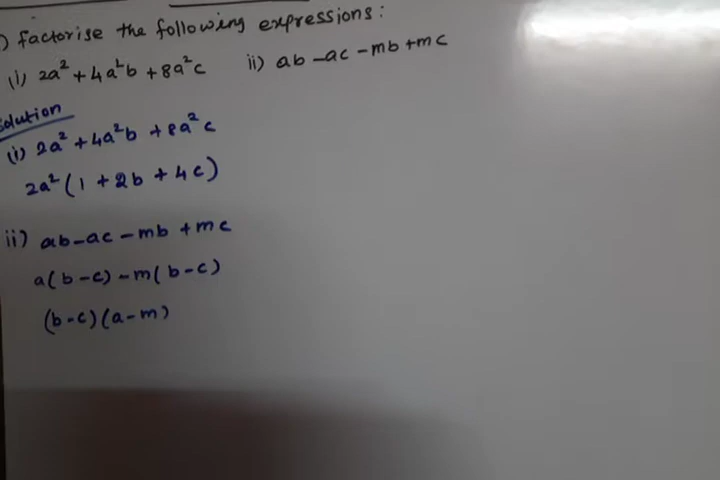 ) factorise the following expressions:
(i) 2a² + 4a²b + 8a²c ii) ab - ac - mb + mc
Solution
(i) 2a² + 4a²b + 8a²c
2a² (1 + 2b + 4c)
ii) ab - ac - mb + mc
a(b - c) - m(b - c)
(b - c)(a - m)